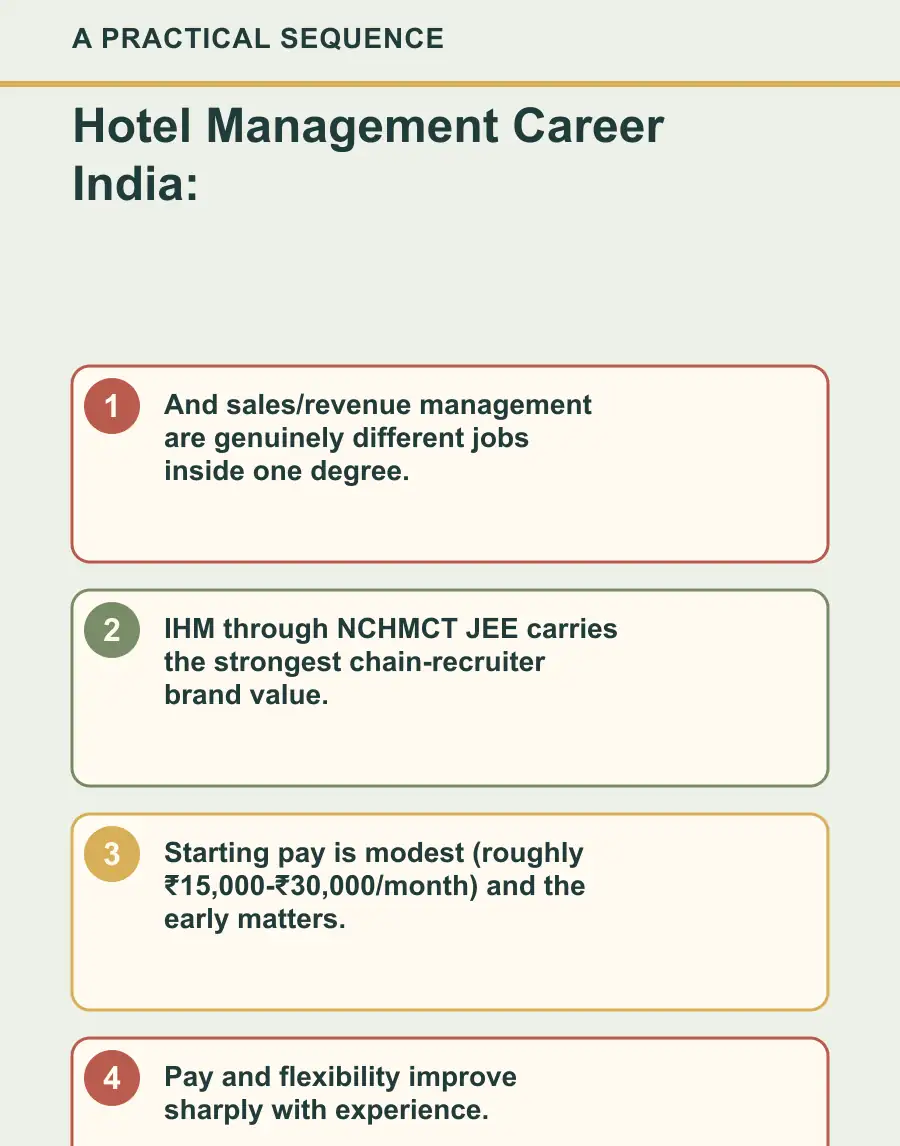 A PRACTICAL SEQUENCE
Hotel Management Career
India:
1
And sales/revenue management
are genuinely different jobs
inside one degree.
2
IHM through NCHMCT JEE carries
the strongest chain-recruiter
brand value.
3
Starting pay is modest (roughly
₹15,000-₹30,000/month) and the
early matters.
4
Pay and flexibility improve
sharply with experience.